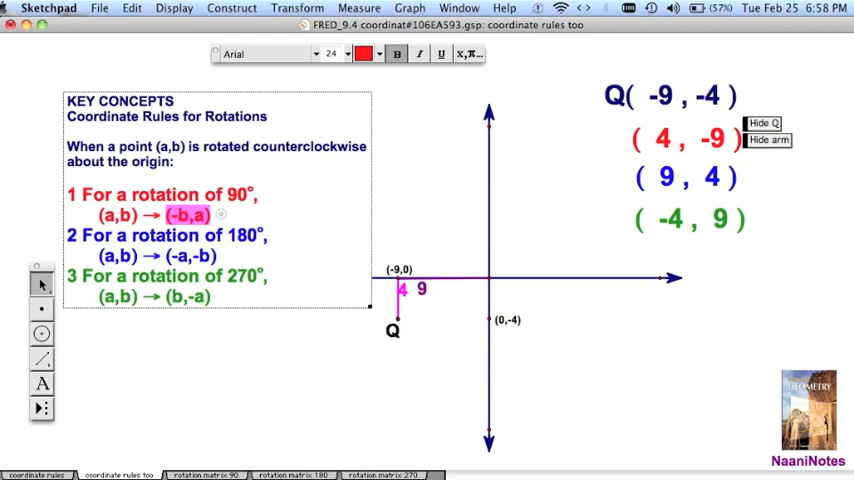 Sketchpad File Edit Display Construct Transform Measure Graph Window Help (57%) Tue Feb 25 6:58 PM
FRED_9.4 coordinat#106EAS93.gsp: coordinate rules too
Arial 24 B I U x,π...
KEY CONCEPTS
Coordinate Rules for Rotations
When a point (a,b) is rotated counterclockwise
about the origin:
1 For a rotation of 90°,
(a,b) → (-b,a)
2 For a rotation of 180°,
(a,b) → (-a,-b)
3 For a rotation of 270°,
(a,b) → (b,-a)
Q( -9 , -4 )
Hide Q
( 4 , -9 )
Hide arm
( 9 , 4 )
( -4 , 9 )
(-9,0)
4 9
(0,-4)
Q
A
GEOMETRY
NaaniNotes
coordinate rules coordinate rules too rotation matrix 90 rotation matrix 180 rotation matrix 270